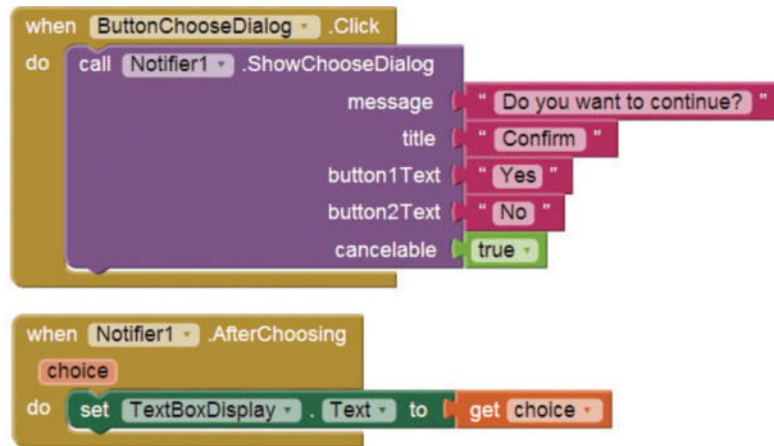 when ButtonChooseDialog .Click
do call Notifier1 .ShowChooseDialog
message " Do you want to continue? "
title " Confirm "
button1Text " Yes "
button2Text " No "
cancelable true
when Notifier1 .AfterChoosing
choice
do set TextBoxDisplay . Text to get choice